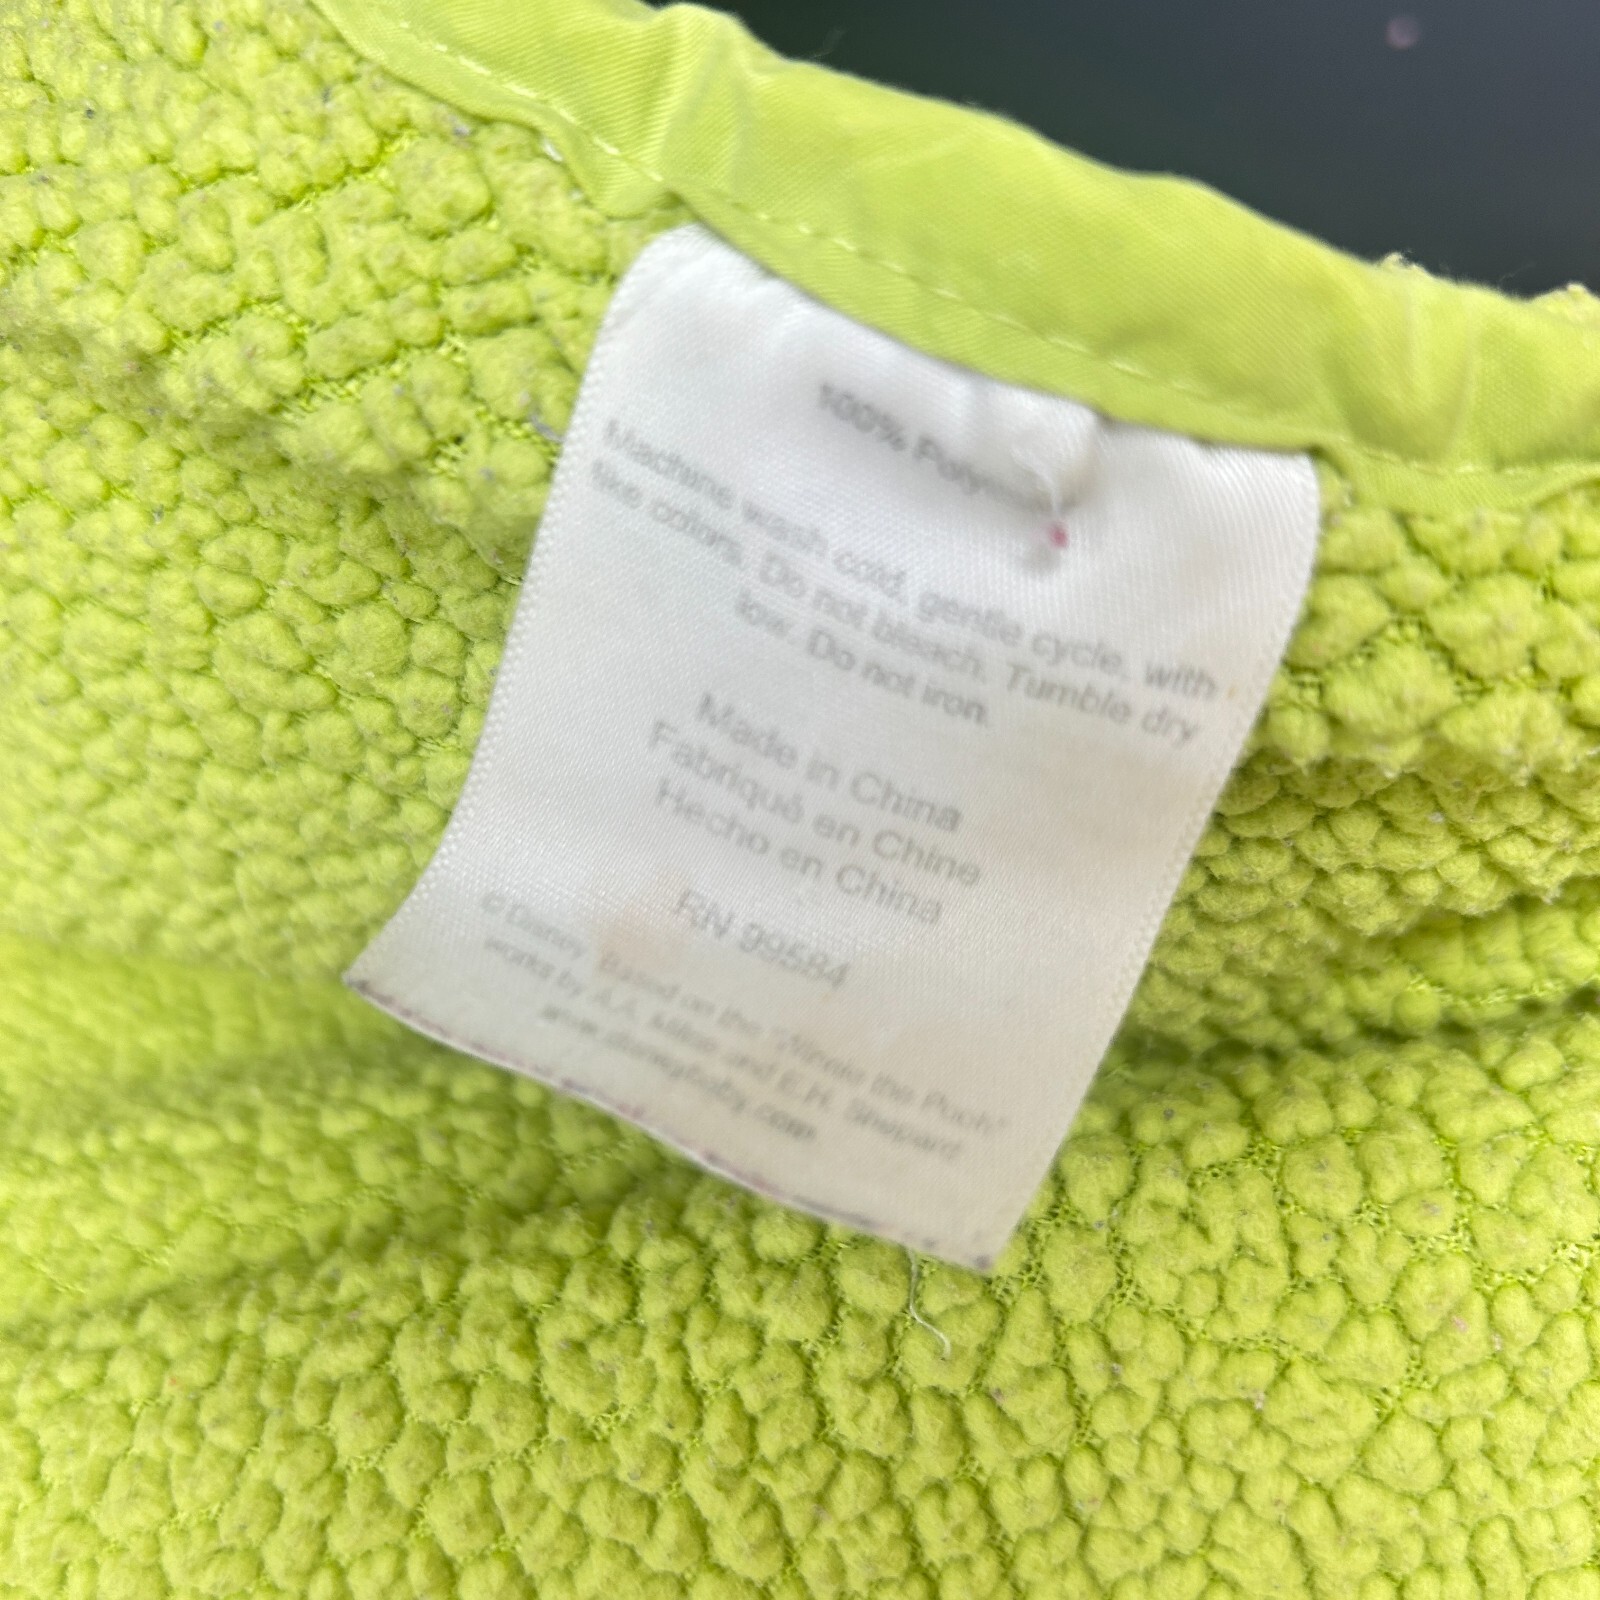 100%
Machine wash cold, gentle cycle, with
like colors. Do not bleach. Tumble dry
low. Do not iron.
Made in China
Fabriqué en Chine
Hecho en China
RN 99584
©Disney Based on the "Winnie the Pooh"
works by A.A. Milne and E.H. Shepard
www.disneybaby.com